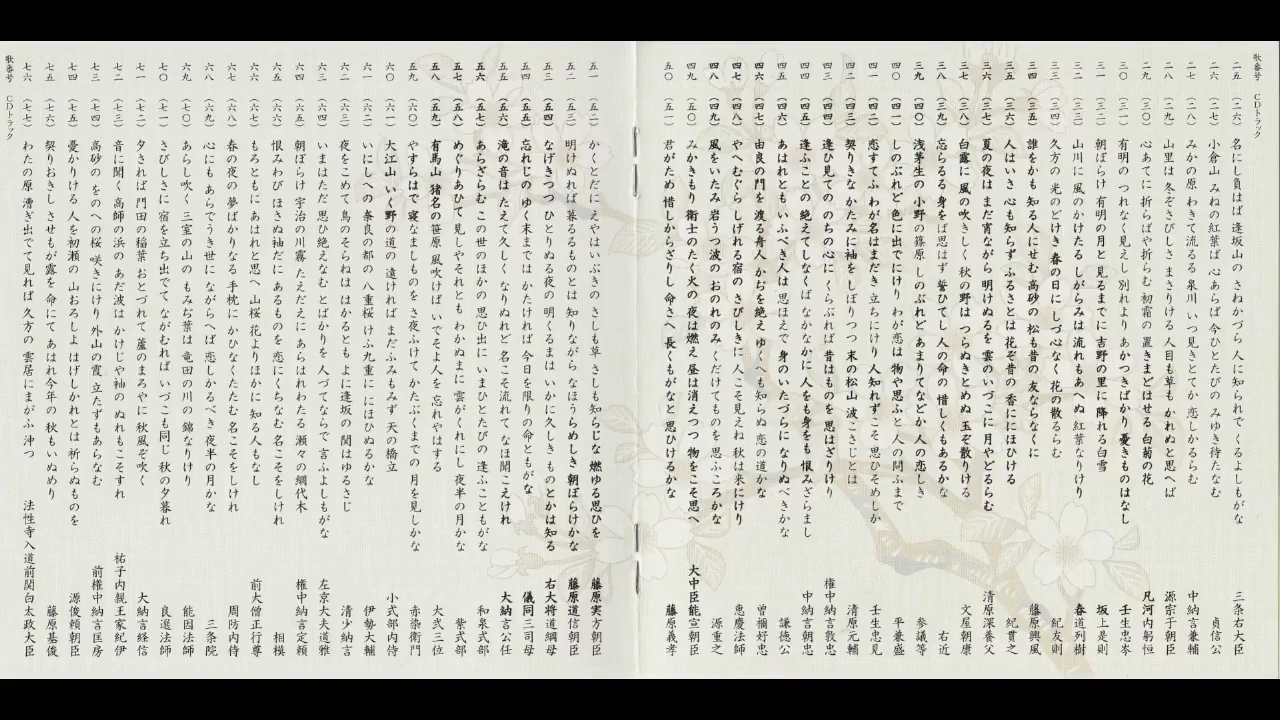 歌番号 CDトラック
二五 （二六） 名にし負はば 逢坂山の さねかづら 人に知られで くるよしもがな 三条右大臣
二六 （二七） 小倉山 みねの紅葉ば 心あらば 今ひとたびの みゆき待たなむ 貞信公
二七 （二八） みかの原 わきて流るる 泉川 いつ見きとてか 恋しかるらむ 中納言兼輔
二八 （二九） 山里は 冬ぞさびしさ まさりける 人目も草も かれぬと思へば 源宗于朝臣
二九 （三〇） 心あてに 折らばや折らむ 初霜の 置きまどはせる 白菊の花 凡河内躬恒
三〇 （三一） 有明の つれなく見えし 別れより あかつきばかり 憂きものはなし 壬生忠岑
三一 （三二） 朝ぼらけ 有明の月と 見るまでに 吉野の里に 降れる白雪 坂上是則
三二 （三三） 山川に 風のかけたる しがらみは 流れもあへぬ 紅葉なりけり 春道列樹
三三 （三四） 久方の 光のどけき 春の日に しづ心なく 花の散るらむ 紀友則
三四 （三五） 誰をかも 知る人にせむ 高砂の 松も昔の 友ならなくに 藤原興風
三五 （三六） 人はいさ 心も知らず ふるさとは 花ぞ昔の 香ににほひける 紀貫之
三六 （三七） 夏の夜は まだ宵ながら 明けぬるを 雲のいづこに 月やどるらむ 清原深養父
三七 （三八） 白露に 風の吹きしく 秋の野は つらぬきとめぬ 玉ぞ散りける 文屋朝康
三八 （三九） 忘らるる 身をば思はず 誓ひてし 人の命の 惜しくもあるかな 右近
三九 （四〇） 浅茅生の 小野の篠原 しのぶれど あまりてなどか 人の恋しき 参議等
四〇 （四一） しのぶれど 色に出でにけり わが恋は 物や思ふと 人の問ふまで 平兼盛
四一 （四二） 恋すてふ わが名はまだき 立ちにけり 人知れずこそ 思ひそめしか 壬生忠見
四二 （四三） 契りきな かたみに袖を しぼりつつ 末の松山 波こさじとは 清原元輔
四三 （四四） 逢ひ見ての のちの心に くらぶれば 昔はものを 思はざりけり 権中納言敦忠
四四 （四五） 逢ふことの 絶えてしなくは なかなかに 人をも身をも 恨みざらまし 中納言朝忠
四五 （四六） あはれとも いふべき人は 思ほえで 身のいたづらに なりぬべきかな 謙徳公
四六 （四七） 由良の門を 渡る舟人 かぢを絶え ゆくへも知らぬ 恋の道かな 曾禰好忠
四七 （四八） やへむぐら しげれる宿の さびしきに 人こそ見えね 秋は来にけり 恵慶法師
四八 （四九） 風をいたみ 岩うつ波の おのれのみ くだけてものを 思ふころかな 源重之
四九 （五〇） みかきもり 衛士のたく火の 夜は燃え 昼は消えつつ 物をこそ思へ 大中臣能宣朝臣
五〇 （五一） 君がため 惜しからざりし 命さへ 長くもがなと 思ひけるかな 藤原義孝
五一 （五二） かくとだに えやはいぶきの さしも草 さしも知らじな 燃ゆる思ひを 藤原実方朝臣
五二 （五三） 明けぬれば 暮るるものとは 知りながら なほうらめしき 朝ぼらけかな 藤原道信朝臣
五三 （五四） なげきつつ ひとりぬる夜の 明くるまは いかに久しき ものとかは知る 右大将道綱母
五四 （五五） 忘れじの ゆく末までは かたければ 今日を限りの 命ともがな 儀同三司母
五五 （五六） 滝の音は たえて久しく なりぬれど 名こそ流れて なほ聞こえけれ 大納言公任
五六 （五七） あらざらむ この世のほかの 思ひ出に いまひとたびの 逢ふこともがな 和泉式部
五七 （五八） めぐりあひて 見しやそれとも わかぬまに 雲がくれにし 夜半の月かな 紫式部
五八 （五九） 有馬山 猪名の笹原 風吹けば いでそよ人を 忘れやはする 大弐三位
五九 （六〇） やすらはで 寝なましものを さ夜ふけて かたぶくまでの 月を見しかな 赤染衛門
六〇 （六一） 大江山 いく野の道の 遠ければ まだふみもみず 天の橋立 小式部内侍
六一 （六二） いにしへの 奈良の都の 八重桜 けふ九重に にほひぬるかな 伊勢大輔
六二 （六三） 夜をこめて 鳥のそらねは はかるとも よに逢坂の 関はゆるさじ 清少納言
六三 （六四） いまはただ 思ひ絶えなむ とばかりを 人づてならで 言ふよしもがな 左京大夫道雅
六四 （六五） 朝ぼらけ 宇治の川霧 たえだえに あらはれわたる 瀬々の網代木 権中納言定頼
六五 （六六） 恨みわび ほさぬ袖だに あるものを 恋にくちなむ 名こそをしけれ 相模
六六 （六七） もろともに あはれと思へ 山桜 花よりほかに 知る人もなし 前大僧正行尊
六七 （六八） 春の夜の 夢ばかりなる 手枕に かひなくたたむ 名こそをしけれ 周防内侍
六八 （六九） 心にも あらでうき世に ながらへば 恋しかるべき 夜半の月かな 三条院
六九 （七〇） あらし吹く 三室の山の もみぢ葉は 竜田の川の 錦なりけり 能因法師
七〇 （七一） さびしさに 宿を立ち出でて ながむれば いづこも同じ 秋の夕暮れ 良暹法師
七一 （七二） 夕されば 門田の稲葉 おとづれて 蘆のまろやに 秋風ぞ吹く 大納言経信
七二 （七三） 音に聞く 高師の浜の あだ波は かけじや袖の ぬれもこそすれ 祐子内親王家紀伊
七三 （七四） 高砂の をのへの桜 咲きにけり 外山の霞 立たずもあらなむ 前権中納言匡房
七四 （七五） 憂かりける 人を初瀬の 山おろしよ はげしかれとは 祈らぬものを 源俊頼朝臣
七五 （七六） 契りおきし させもが露を 命にて あはれ今年の 秋もいぬめり 藤原基俊
七六 （七七） わたの原 漕ぎ出でて見れば 久方の 雲居にまがふ 沖つ 法性寺入道前関白太政大臣
歌番号 CDトラック